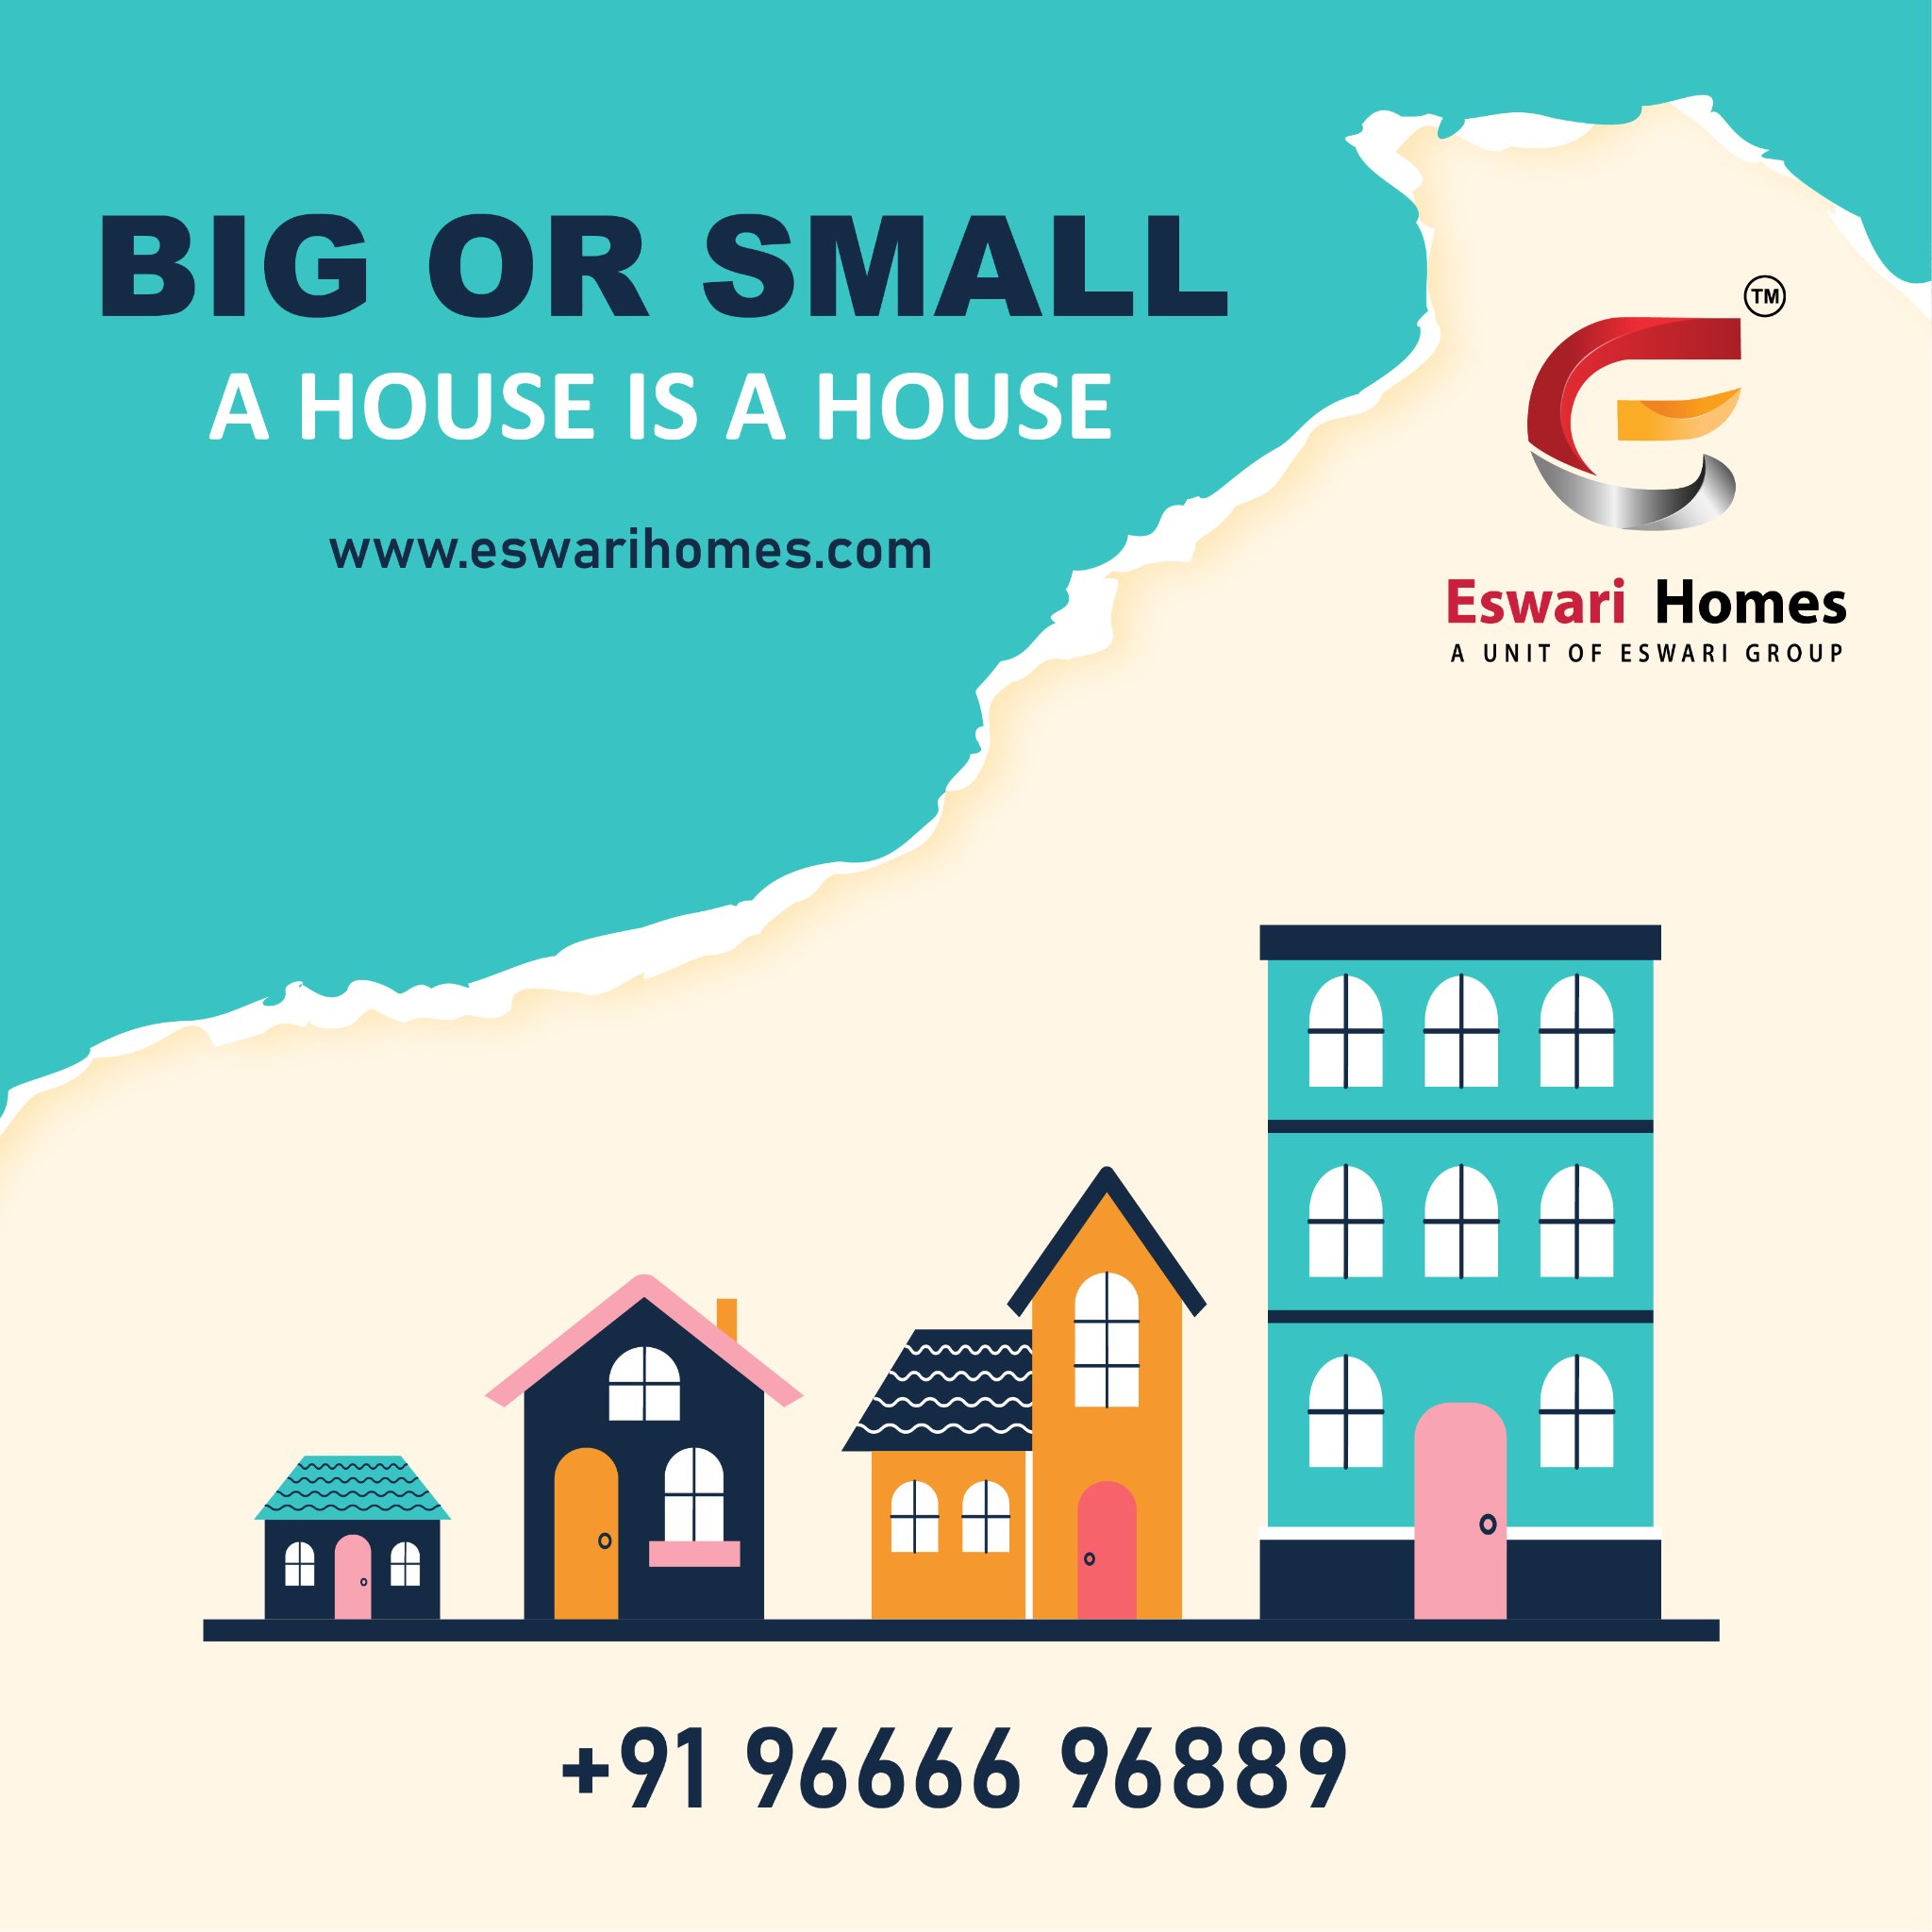 BIG OR SMALL
A HOUSE IS A HOUSE
www.eswarihomes.com
TM
Eswari Homes
A UNIT OF ESWARI GROUP
+91 96666 96889